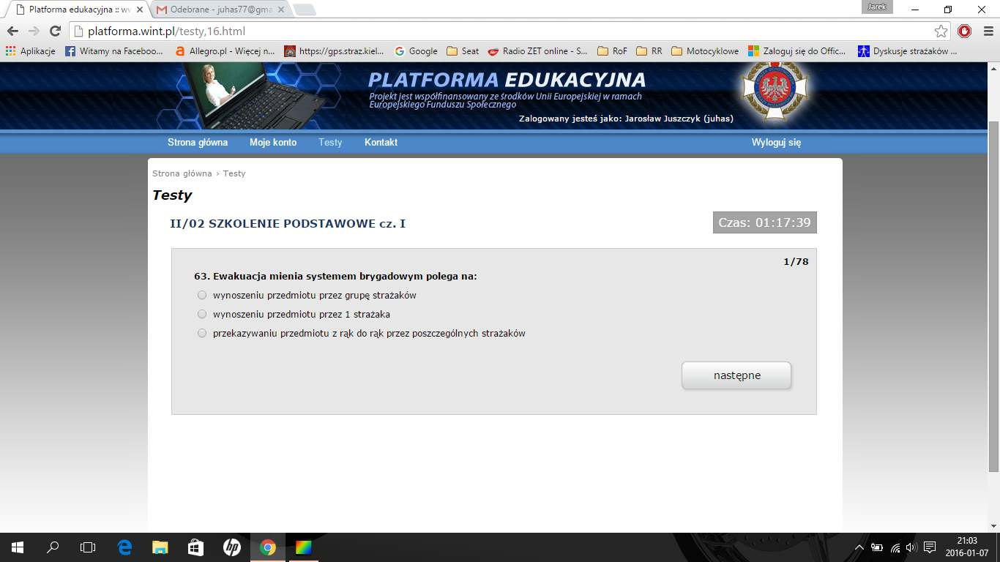 Platforma edukacyjna :: ww
Odebrane - juhas77@gma
Jarek
platforma.wint.pl/testy,16.html
Aplikacje
Witamy na Faceboo...
Allegro.pl - Więcej n...
https://gps.straz.kiel...
Google
Seat
Radio ZET online - S...
RoF
RR
Motocyklowe
Zaloguj się do Offic...
Dyskusje strażaków ...
PLATFORMA EDUKACYJNA
Projekt jest współfinansowany ze środków Unii Europejskiej w ramach
Europejskiego Funduszu Społecznego
Zalogowany jesteś jako: Jarosław Juszczyk (juhas)
Strona główna
Moje konto
Testy
Kontakt
Wyloguj się
Strona główna › Testy
Testy
II/02 SZKOLENIE PODSTAWOWE cz. I
Czas: 01:17:39
1/78
63. Ewakuacja mienia systemem brygadowym polega na:
wynoszeniu przedmiotu przez grupę strażaków
wynoszeniu przedmiotu przez 1 strażaka
przekazywaniu przedmiotu z rąk do rąk przez poszczególnych strażaków
następne
21:03
2016-01-07